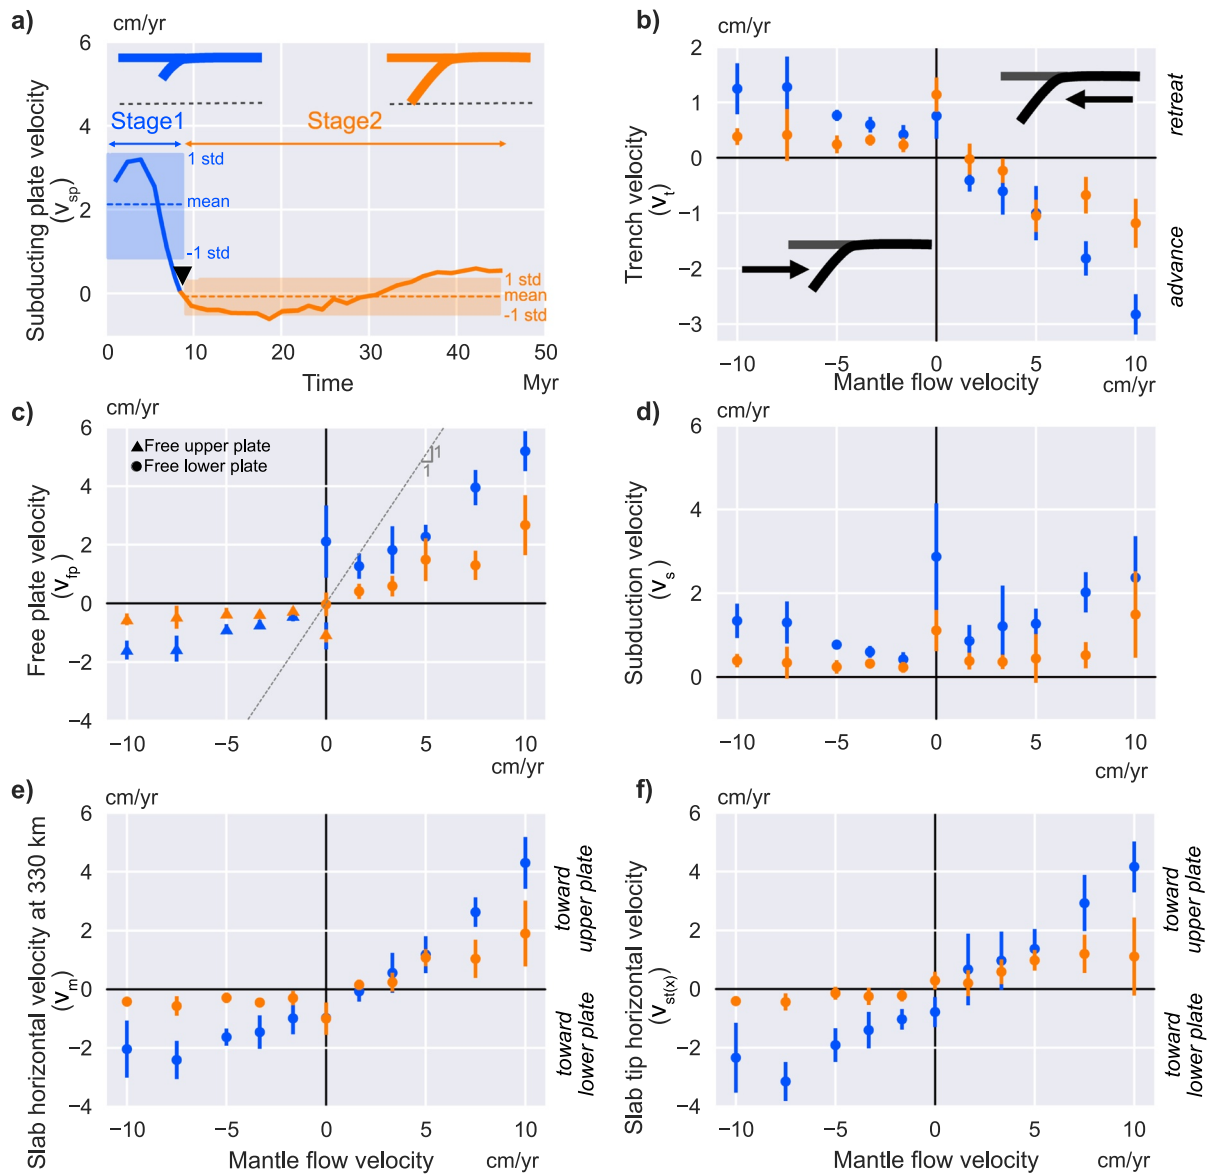 a)
cm/yr
Subducting plate velocity
(vsp)
6
4
2
0
Stage1
Stage2
1 std
mean
-1 std
1 std
mean
-1 std
0
10
20
30
40
50
Time
Myr
b)
cm/yr
Trench velocity
(vt)
2
1
0
−1
−2
−3
retreat
advance
−10
−5
0
5
10
Mantle flow velocity
cm/yr
c)
cm/yr
Free plate velocity
(vfp)
6
4
2
0
−2
−4
Free upper plate
Free lower plate
1
1
−10
−5
0
5
10
cm/yr
d)
cm/yr
Subduction velocity
(vs)
6
4
2
0
−10
−5
0
5
10
cm/yr
e)
cm/yr
Slab horizontal velocity at 330 km
(vm)
6
4
2
0
−2
−4
toward
upper plate
toward
lower plate
−10
−5
0
5
10
Mantle flow velocity
cm/yr
f)
cm/yr
Slab tip horizontal velocity
(vst(x))
6
4
2
0
−2
−4
toward
upper plate
toward
lower plate
−10
−5
0
5
10
Mantle flow velocity
cm/yr